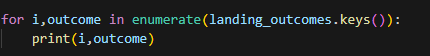 for i,outcome in enumerate(landing_outcomes.keys()):
    print(i,outcome)